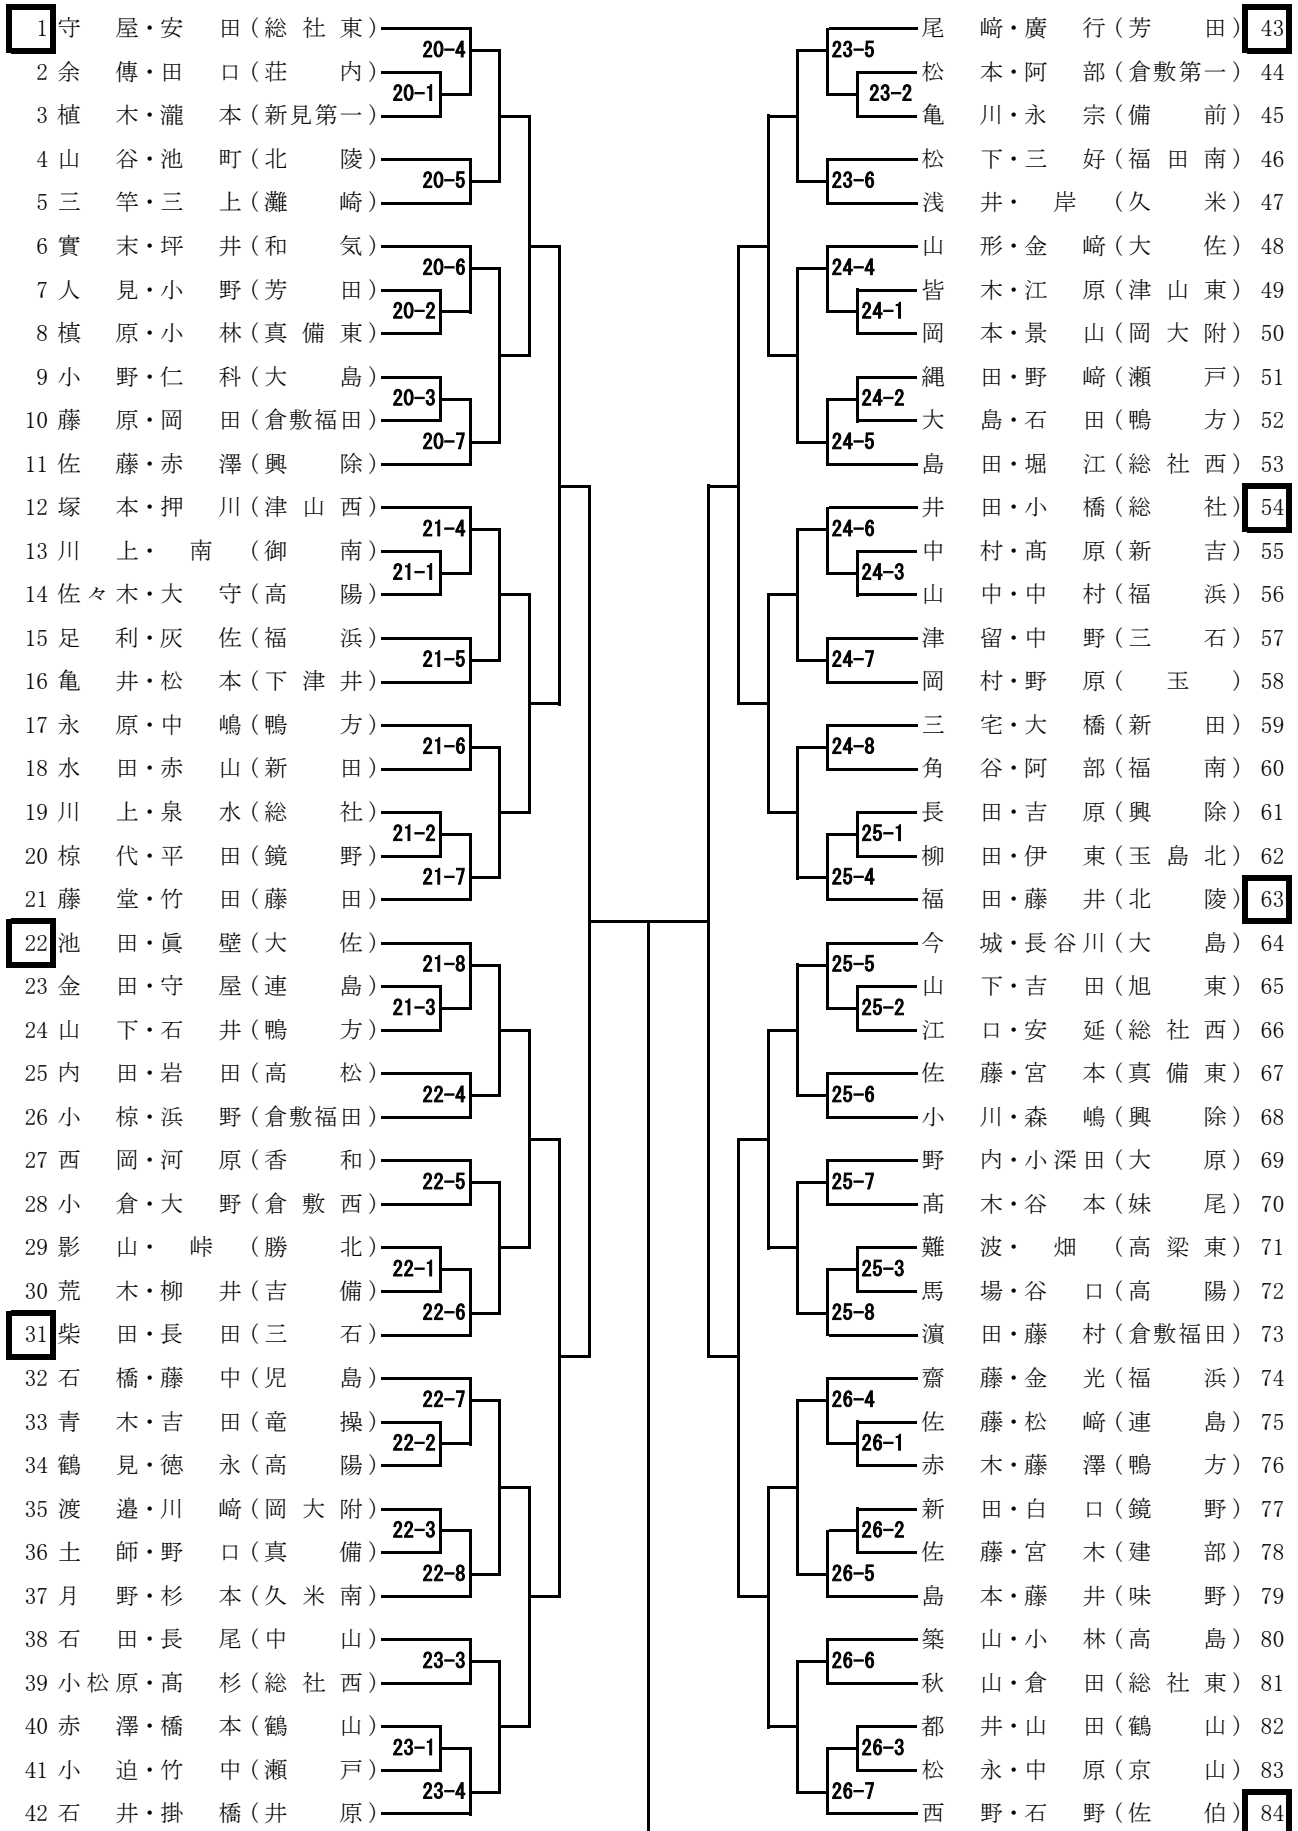 1 守屋・安田(総社東)
20-4
2 余傳・田口(荘内)
20-1
3 植木・瀧本(新見第一)
4 山谷・池町(北陵)
20-5
5 三竿・三上(灘崎)
6 實末・坪井(和気)
20-6
7 人見・小野(芳田)
20-2
8 槙原・小林(真備東)
9 小野・仁科(大島)
20-3
10 藤原・岡田(倉敷福田)
20-7
11 佐藤・赤澤(興除)
12 塚本・押川(津山西)
21-4
13 川上・南(御南)
21-1
14 佐々木・大守(高陽)
15 足利・灰佐(福浜)
21-5
16 亀井・松本(下津井)
17 永原・中嶋(鴨方)
21-6
18 水田・赤山(新田)
19 川上・泉水(総社)
21-2
20 椋代・平田(鏡野)
21-7
21 藤堂・竹田(藤田)
22 池田・眞壁(大佐)
21-8
23 金田・守屋(連島)
21-3
24 山下・石井(鴨方)
25 内田・岩田(高松)
22-4
26 小椋・浜野(倉敷福田)
27 西岡・河原(香和)
22-5
28 小倉・大野(倉敷西)
29 影山・峠(勝北)
22-1
30 荒木・柳井(吉備)
22-6
31 柴田・長田(三石)
32 石橋・藤中(児島)
22-7
33 青木・吉田(竜操)
22-2
34 鶴見・徳永(高陽)
35 渡邉・川﨑(岡大附)
22-3
36 土師・野口(真備)
22-8
37 月野・杉本(久米南)
38 石田・長尾(中山)
23-3
39 小松原・髙杉(総社西)
40 赤澤・橋本(鶴山)
23-1
41 小迫・竹中(瀬戸)
23-4
42 石井・掛橋(井原)
尾﨑・廣行(芳田) 43
23-5
松本・阿部(倉敷第一) 44
23-2
亀川・永宗(備前) 45
松下・三好(福田南) 46
23-6
浅井・岸(久米) 47
山形・金﨑(大佐) 48
24-4
皆木・江原(津山東) 49
24-1
岡本・景山(岡大附) 50
縄田・野﨑(瀬戸) 51
24-2
大島・石田(鴨方) 52
24-5
島田・堀江(総社西) 53
井田・小橋(総社) 54
24-6
中村・髙原(新吉) 55
24-3
山中・中村(福浜) 56
津留・中野(三石) 57
24-7
岡村・野原(玉) 58
三宅・大橋(新田) 59
24-8
角谷・阿部(福南) 60
長田・吉原(興除) 61
25-1
柳田・伊東(玉島北) 62
25-4
福田・藤井(北陵) 63
今城・長谷川(大島) 64
25-5
山下・吉田(旭東) 65
25-2
江口・安延(総社西) 66
佐藤・宮本(真備東) 67
25-6
小川・森嶋(興除) 68
野内・小深田(大原) 69
25-7
髙木・谷本(妹尾) 70
難波・畑(高梁東) 71
25-3
馬場・谷口(高陽) 72
25-8
濵田・藤村(倉敷福田) 73
齋藤・金光(福浜) 74
26-4
佐藤・松﨑(連島) 75
26-1
赤木・藤澤(鴨方) 76
新田・白口(鏡野) 77
26-2
佐藤・宮木(建部) 78
26-5
島本・藤井(味野) 79
築山・小林(高島) 80
26-6
秋山・倉田(総社東) 81
都井・山田(鶴山) 82
26-3
松永・中原(京山) 83
26-7
西野・石野(佐伯) 84